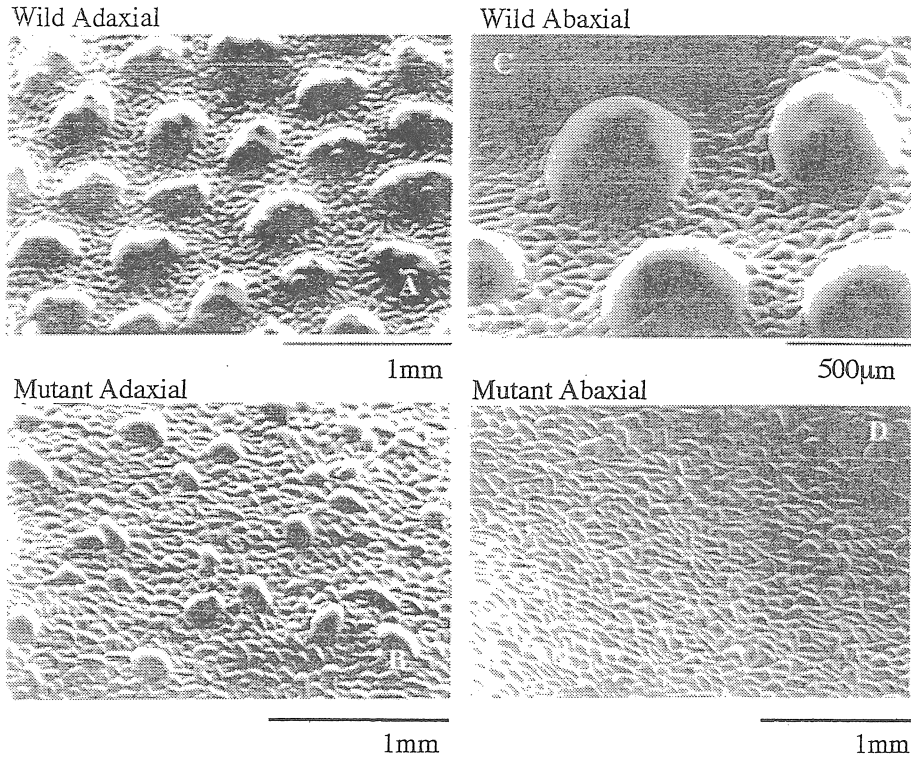 Wild Adaxial
Wild Abaxial
C
A
1mm
500μm
Mutant Adaxial
Mutant Abaxial
D
B
1mm
1mm